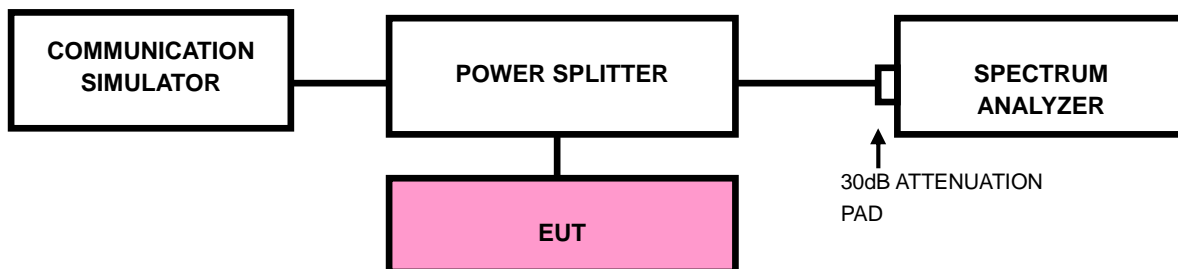 COMMUNICATION
SIMULATOR
POWER SPLITTER
SPECTRUM
ANALYZER
30dB ATTENUATION
PAD
EUT